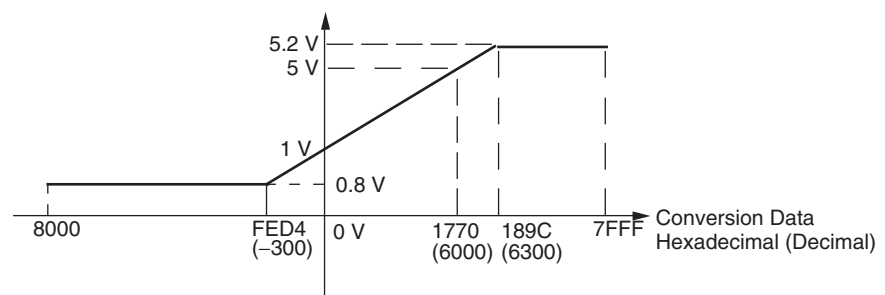 5.2 V
5 V
1 V
0.8 V
8000
FED4
(−300)
0 V
1770
(6000)
189C
(6300)
7FFF
Conversion Data
Hexadecimal (Decimal)